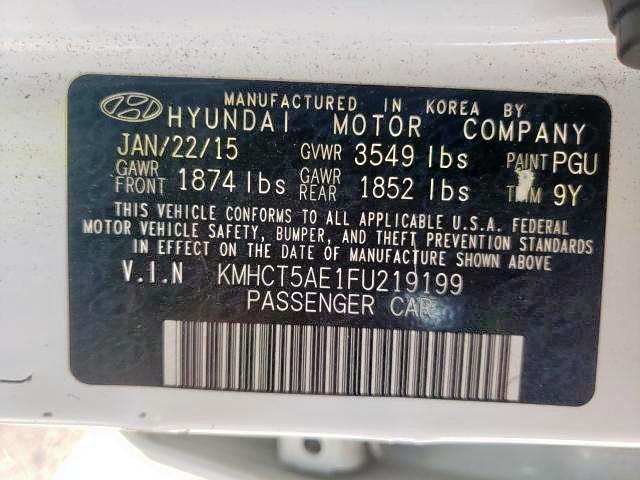 MANUFACTURED IN KOREA BY
HYUNDAI MOTOR COMPANY
JAN/22/15 GVWR 3549 lbs PAINT PGU
GAWR FRONT 1874 lbs GAWR REAR 1852 lbs TRIM 9Y
THIS VEHICLE CONFORMS TO ALL APPLICABLE U.S.A. FEDERAL
MOTOR VEHICLE SAFETY, BUMPER, AND THEFT PREVENTION STANDARDS
IN EFFECT ON THE DATE OF MANUFACTURE SHOWN ABOVE
V.I.N KMHCT5AE1FU219199
PASSENGER CAR